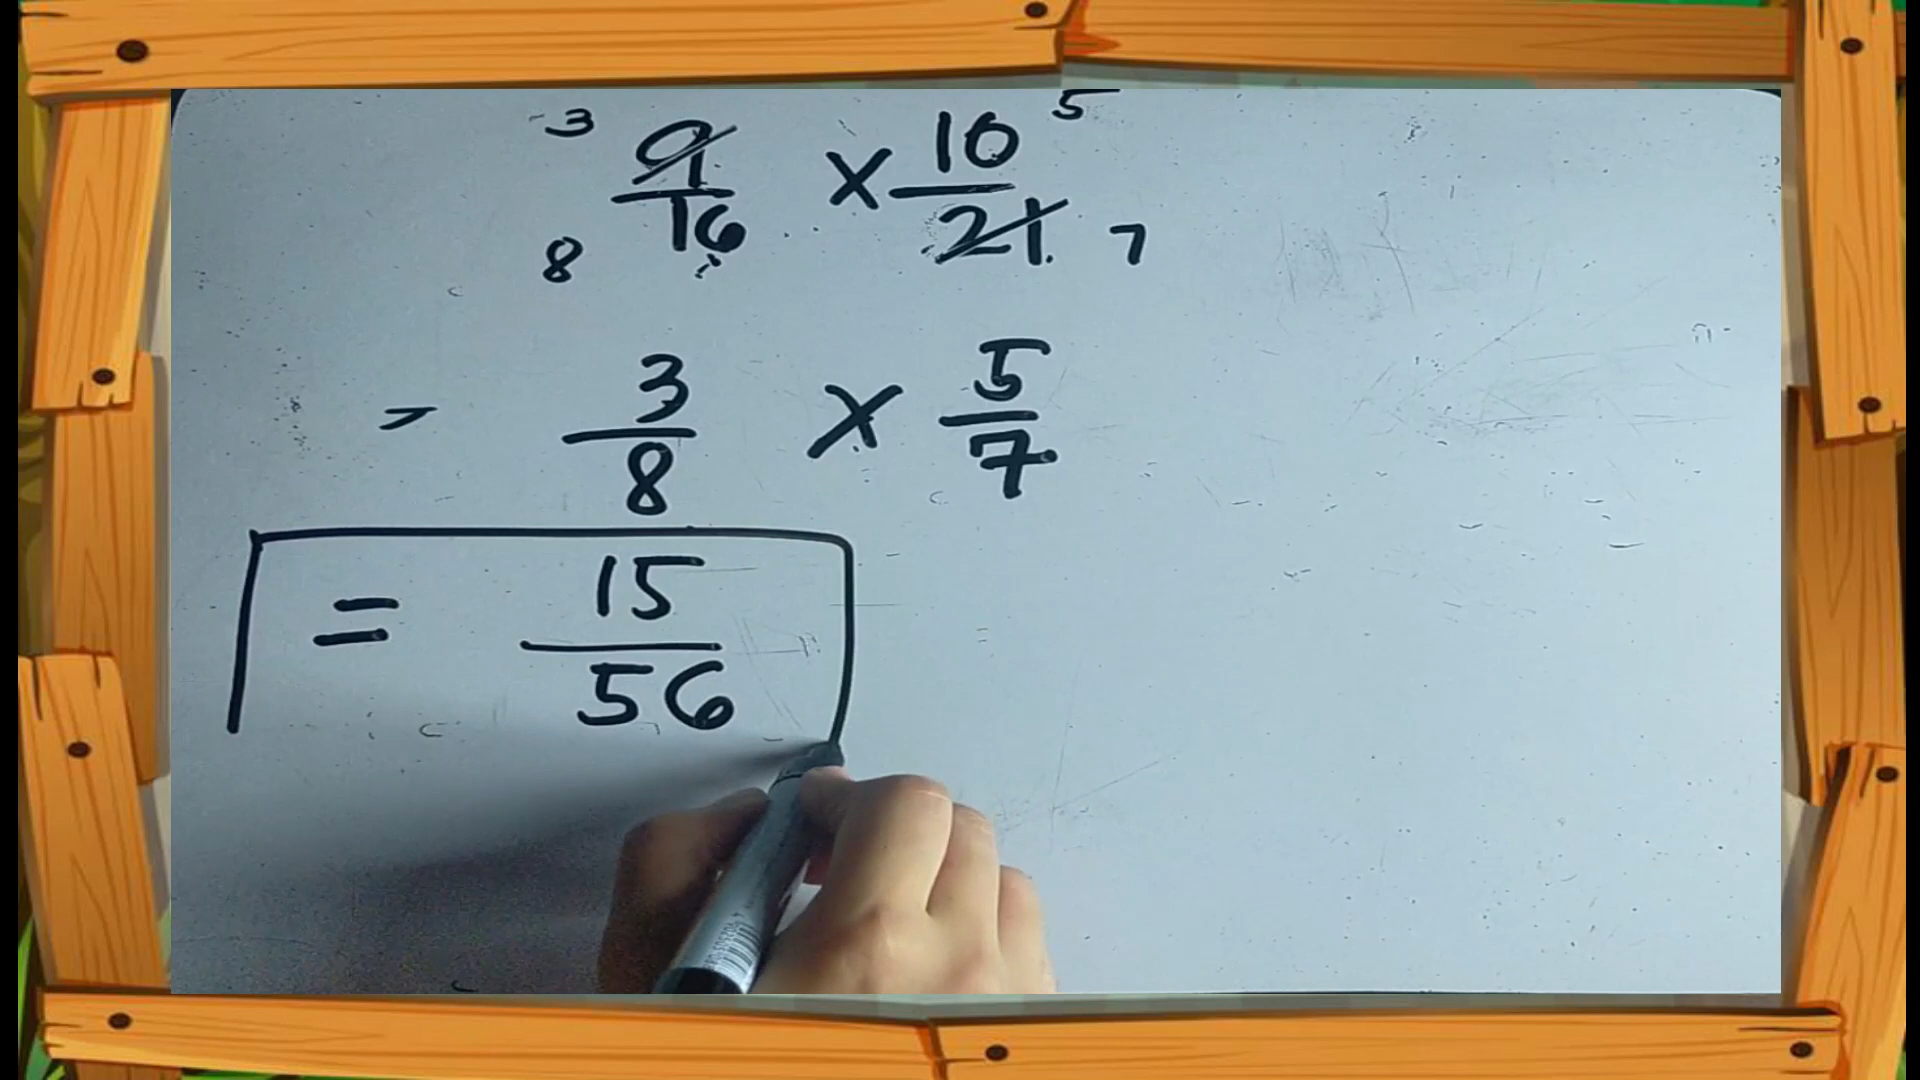 3 9/16 × 10/21 5
8 7
= 3/8 × 5/7
= 15/56